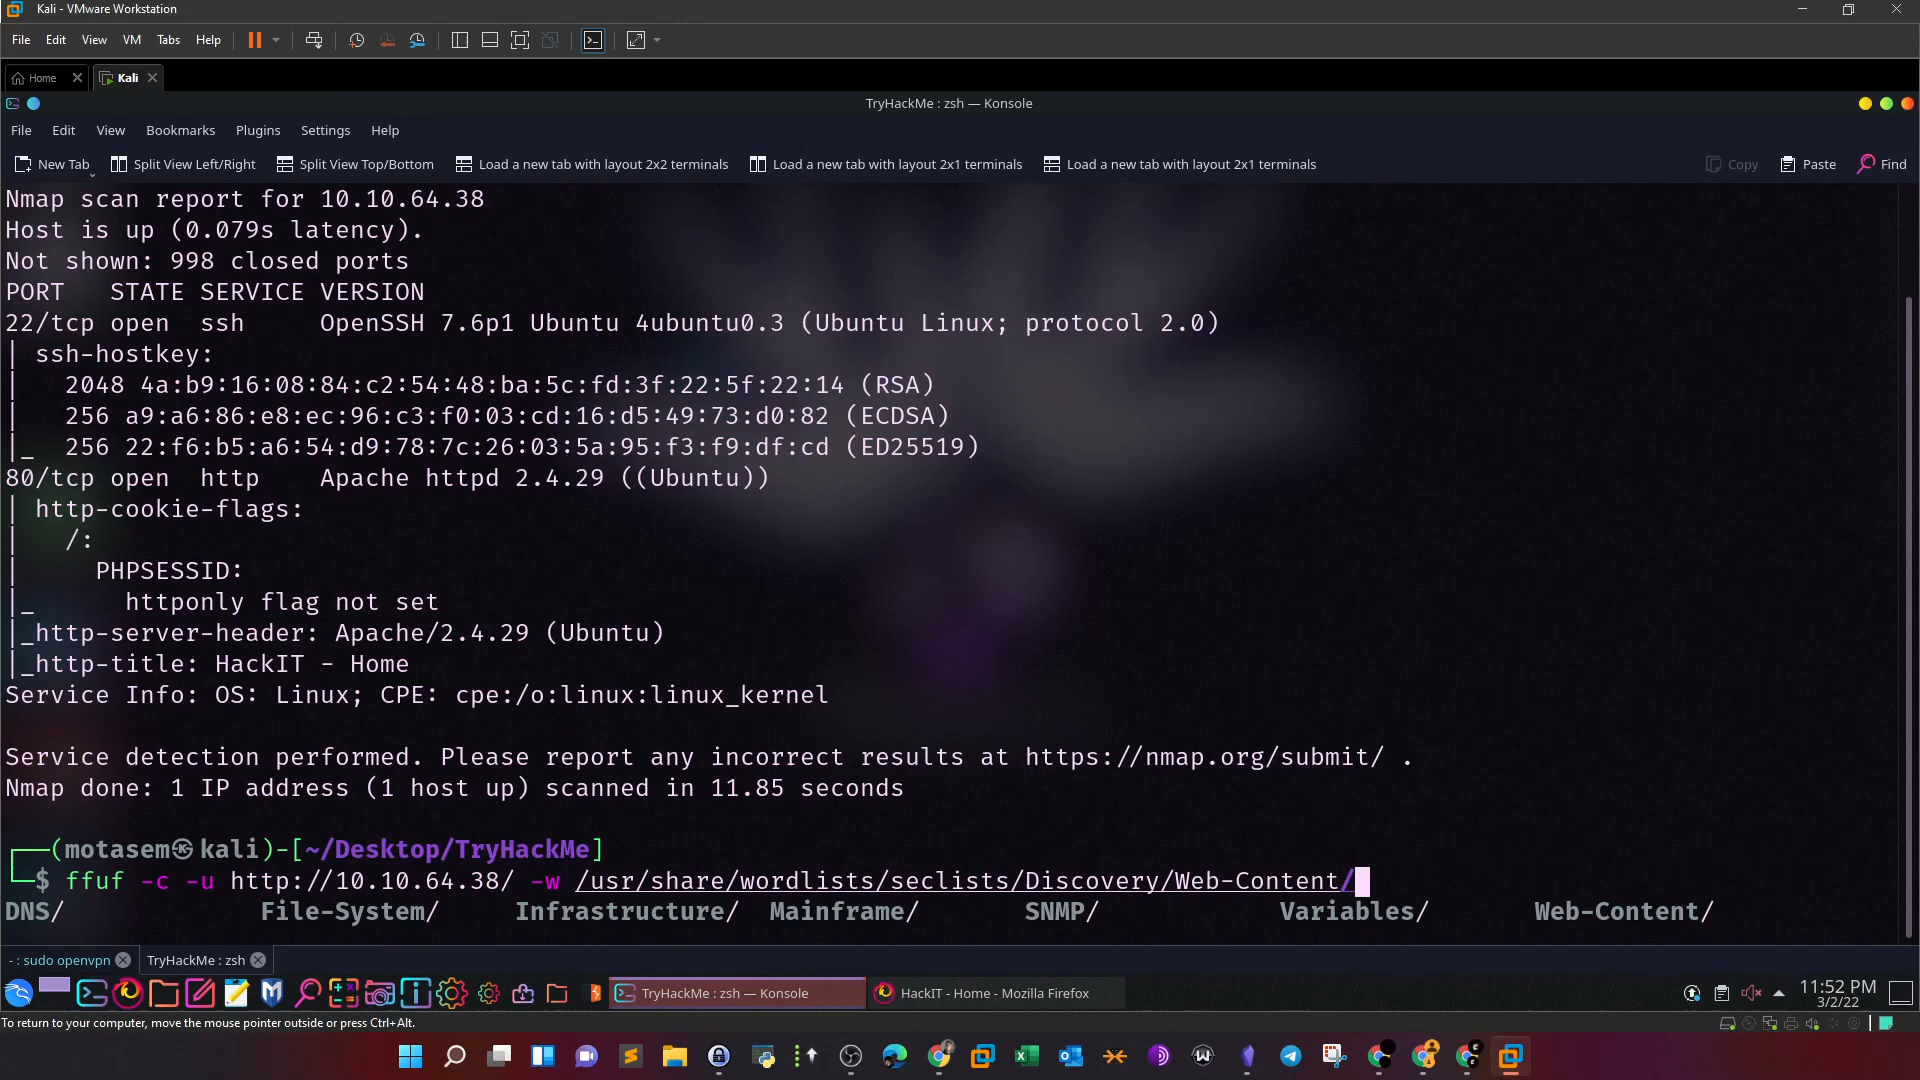 Kali - VMware Workstation
File Edit View VM Tabs Help
Home Kali
TryHackMe : zsh — Konsole
File Edit View Bookmarks Plugins Settings Help
New Tab Split View Left/Right Split View Top/Bottom Load a new tab with layout 2x2 terminals Load a new tab with layout 2x1 terminals Load a new tab with layout 2x1 terminals Copy Paste Find
Nmap scan report for 10.10.64.38
Host is up (0.079s latency).
Not shown: 998 closed ports
PORT   STATE SERVICE VERSION
22/tcp open  ssh     OpenSSH 7.6p1 Ubuntu 4ubuntu0.3 (Ubuntu Linux; protocol 2.0)
| ssh-hostkey:
|   2048 4a:b9:16:08:84:c2:54:48:ba:5c:fd:3f:22:5f:22:14 (RSA)
|   256 a9:a6:86:e8:ec:96:c3:f0:03:cd:16:d5:49:73:d0:82 (ECDSA)
|_  256 22:f6:b5:a6:54:d9:78:7c:26:03:5a:95:f3:f9:df:cd (ED25519)
80/tcp open  http    Apache httpd 2.4.29 ((Ubuntu))
| http-cookie-flags:
|   /:
|     PHPSESSID:
|_      httponly flag not set
|_http-server-header: Apache/2.4.29 (Ubuntu)
|_http-title: HackIT - Home
Service Info: OS: Linux; CPE: cpe:/o:linux:linux_kernel
Service detection performed. Please report any incorrect results at https://nmap.org/submit/ .
Nmap done: 1 IP address (1 host up) scanned in 11.85 seconds
┌──(motasem㉿kali)-[~/Desktop/TryHackMe]
└─$ ffuf -c -u http://10.10.64.38/ -w /usr/share/wordlists/seclists/Discovery/Web-Content/
DNS/ File-System/ Infrastructure/ Mainframe/ SNMP/ Variables/ Web-Content/
- : sudo openvpn TryHackMe : zsh
TryHackMe : zsh — Konsole HackIT - Home - Mozilla Firefox 11:52 PM
3/2/22
To return to your computer, move the mouse pointer outside or press Ctrl+Alt.